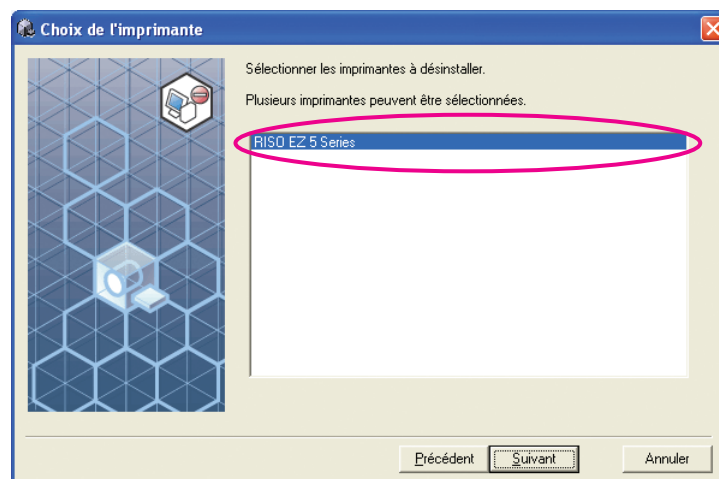 Choix de l'imprimante
Sélectionner les imprimantes à désinstaller.
Plusieurs imprimantes peuvent être sélectionnées.
RISO EZ 5 Series
Précédent Suivant Annuler